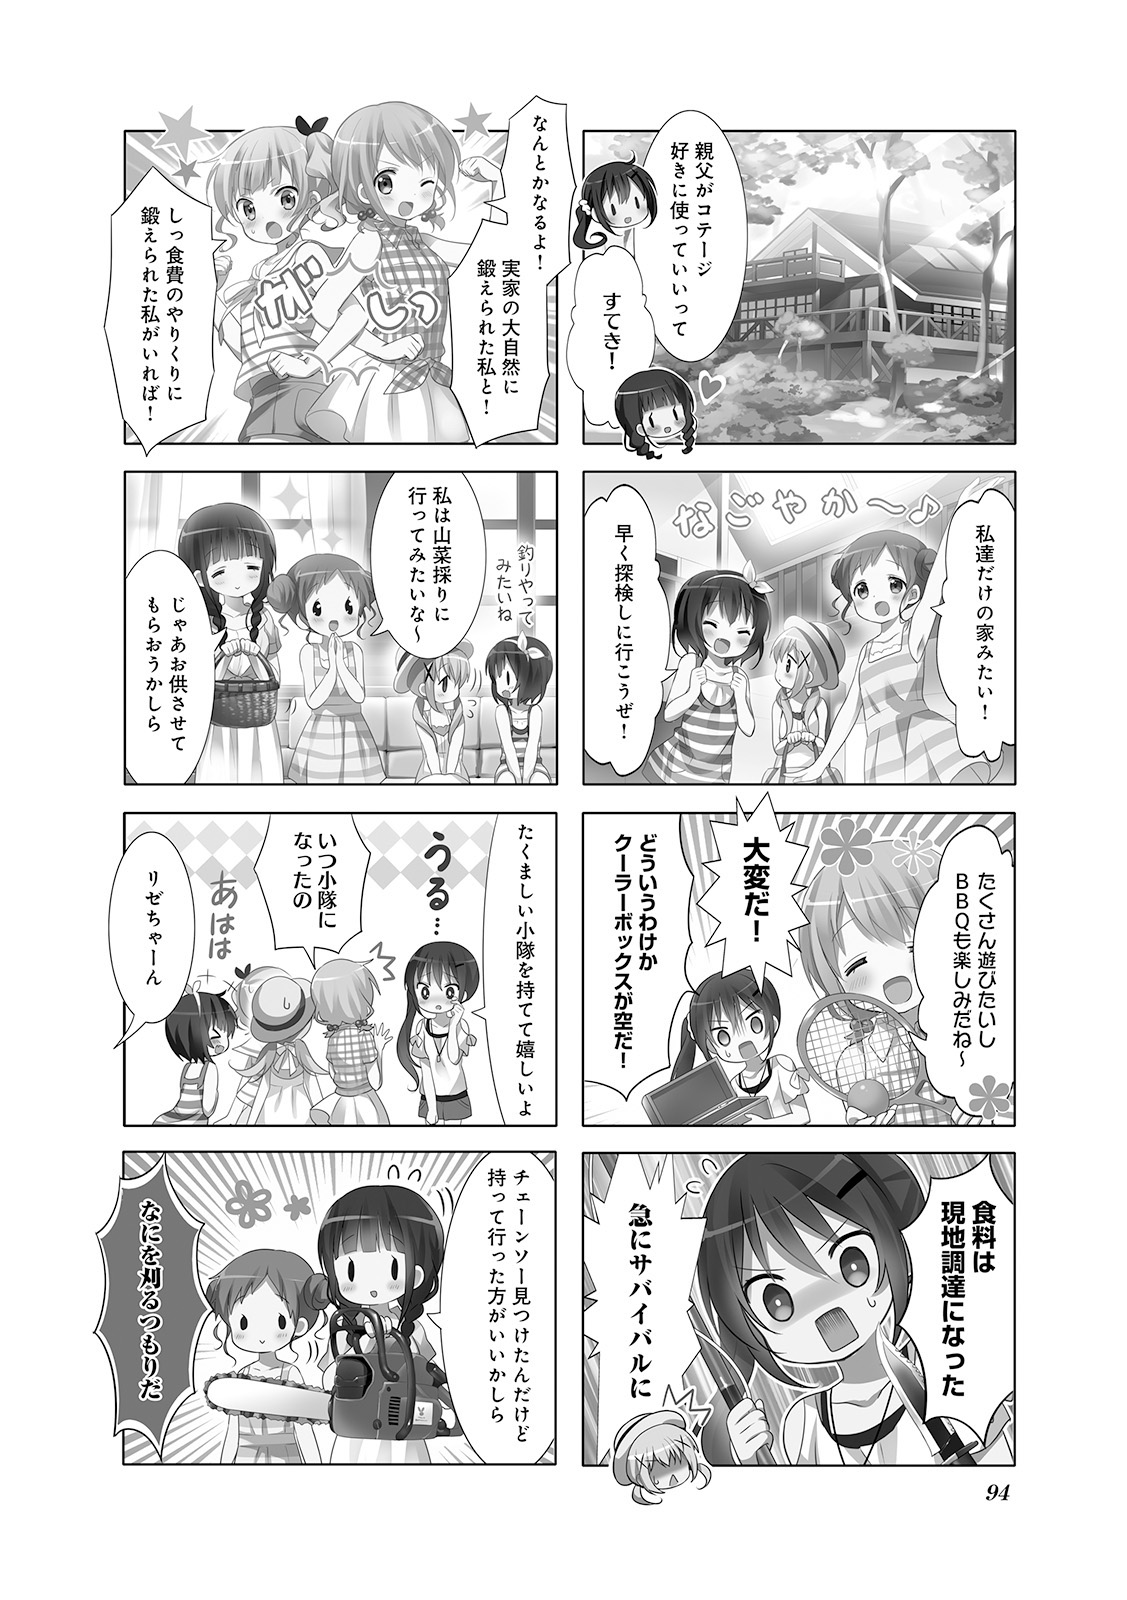 親父がコテージ
好きに使っていいって
すてき！
なごやか〜♪
私達だけの家みたい！
早く探検しに行こうぜ！
たくさん遊びたいし
BBQも楽しみだね〜
大変だ！
どういうわけか
クーラーボックスが空だ！
食料は
現地調達になった
急にサバイバルに
なんとかなるよ！
実家の大自然に
鍛えられた私と！
がしっ
しっ食費のやりくりに
鍛えられた私がいれば！
釣りやって
みたいね
私は山菜採りに
行ってみたいな〜
じゃあお供させて
もらおうかしら
たくましい小隊を持てて嬉しいよ
うる…
いつ小隊に
なったの
あはは
リゼちゃーん
チェーンソー見つけたんだけど
持って行った方がいいかしら
なにを刈るつもりだ
94